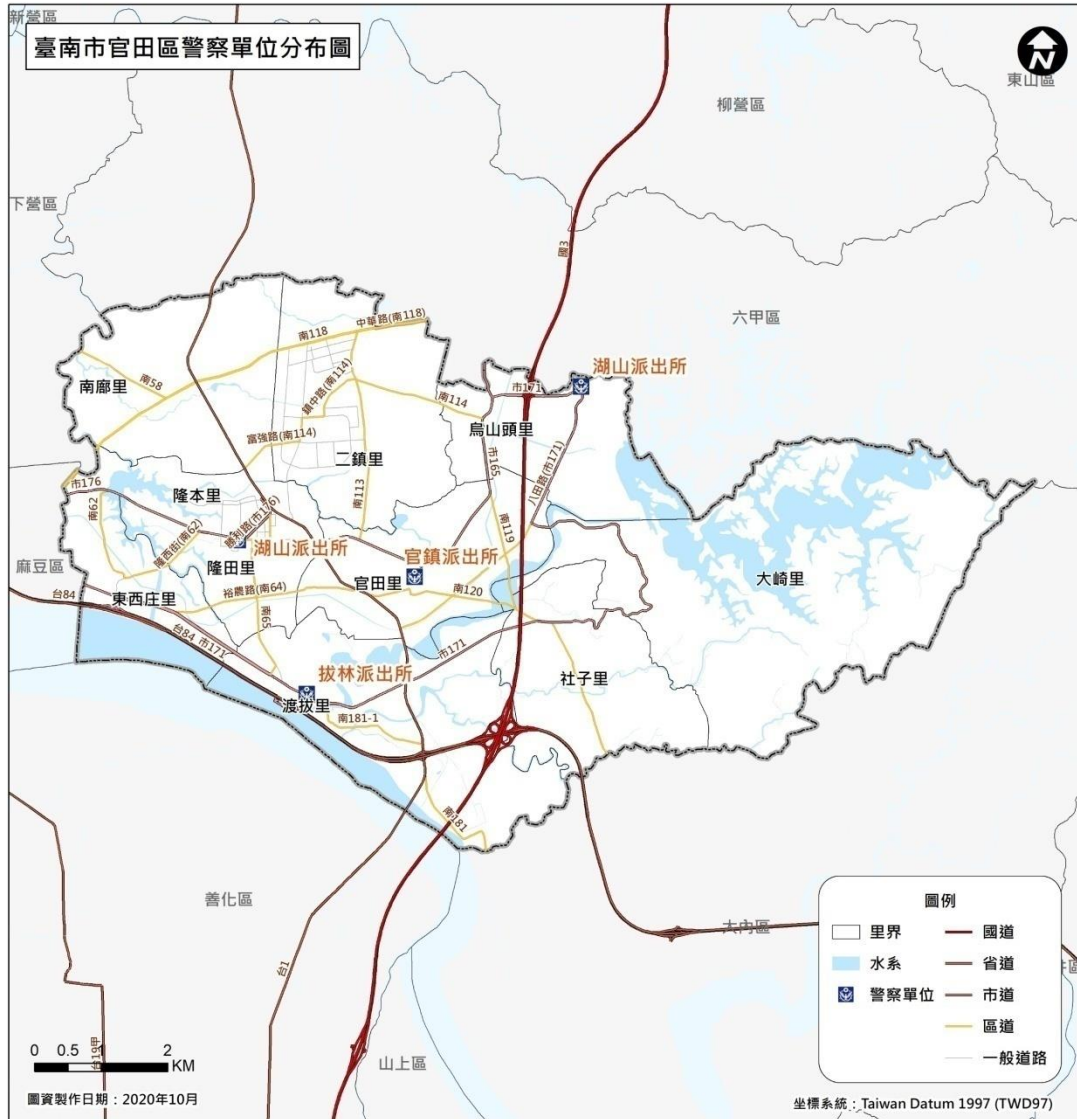 新營區
臺南市官田區警察單位分布圖
N
東山區
柳營區
下營區
國3
六甲區
中華路(南118)
南118
湖山派出所
南58
市171
南廍里
鎮中路(南114)
南114
烏山頭里
富強路(南114)
二鎮里
市165
八田路(市171)
市176
隆本里
南62
南113
勝利路(市176)
南119
隆西街(南62)
湖山派出所
官鎮派出所
麻豆區
隆田里
官田里
大崎里
裕農路(南64)
南120
台84
東西庄里
南65
台84
市171
市171
拔林派出所
社子里
渡拔里
南181-1
南181
善化區
圖例
里界
國道
大內區
水系
省道
警察單位
市道
台1
區道
一般道路
0 0.5 1 2
KM
台19甲
山上區
圖資製作日期：2020年10月
坐標系統：Taiwan Datum 1997 (TWD97)